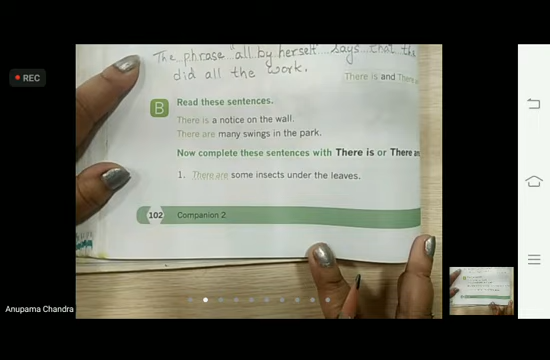 REC
The phrase "all by herself" says that the
did all the work.
There is and There a
B Read these sentences.
There is a notice on the wall.
There are many swings in the park.
Now complete these sentences with There is or There ar
1. There are some insects under the leaves.
102 Companion 2
Anupama Chandra